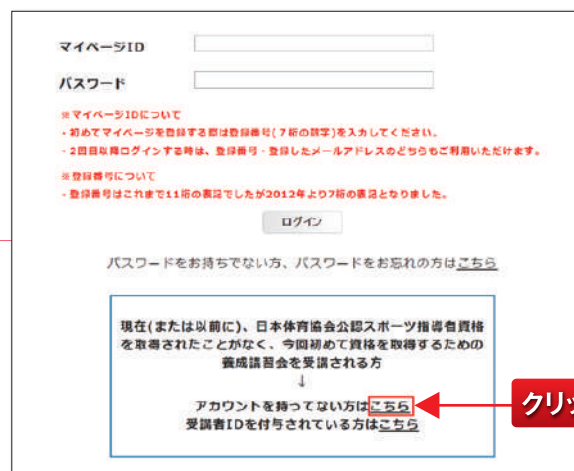 マイページID
パスワード
※マイページIDについて
・初めてマイページを登録する際は登録番号(7桁の数字)を入力してください。
・2回目以降ログインする時は、登録番号・登録したメールアドレスのどちらもご利用いただけます。
※登録番号について
・登録番号はこれまで11桁の表記でしたが2012年より7桁の表記となりました。
ログイン
パスワードをお持ちでない方、パスワードをお忘れの方はこちら
現在(または以前に)、日本体育協会公認スポーツ指導者資格
を取得されたことがなく、今回初めて資格を取得するための
養成講習会を受講される方
↓
アカウントを持ってない方はこちら
受講者IDを付与されている方はこちら
クリッ